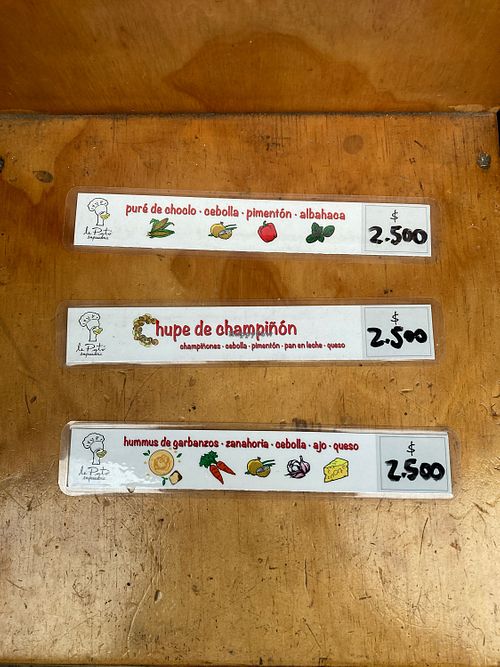 puré de choclo · cebolla · pimentón · albahaca
$
2.500
Chupe de champiñón
champiñones · cebolla · pimentón · pan en leche · queso
$
2.500
hummus de garbanzos · zanahoria · cebolla · ajo · queso
$
2.500